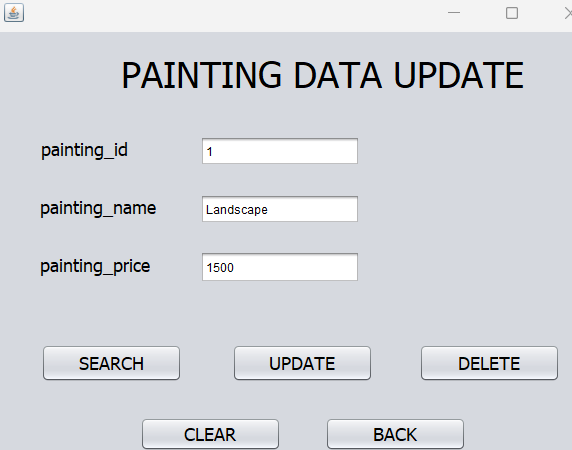 PAINTING DATA UPDATE
painting_id 1
painting_name Landscape
painting_price 1500
SEARCH UPDATE DELETE
CLEAR BACK